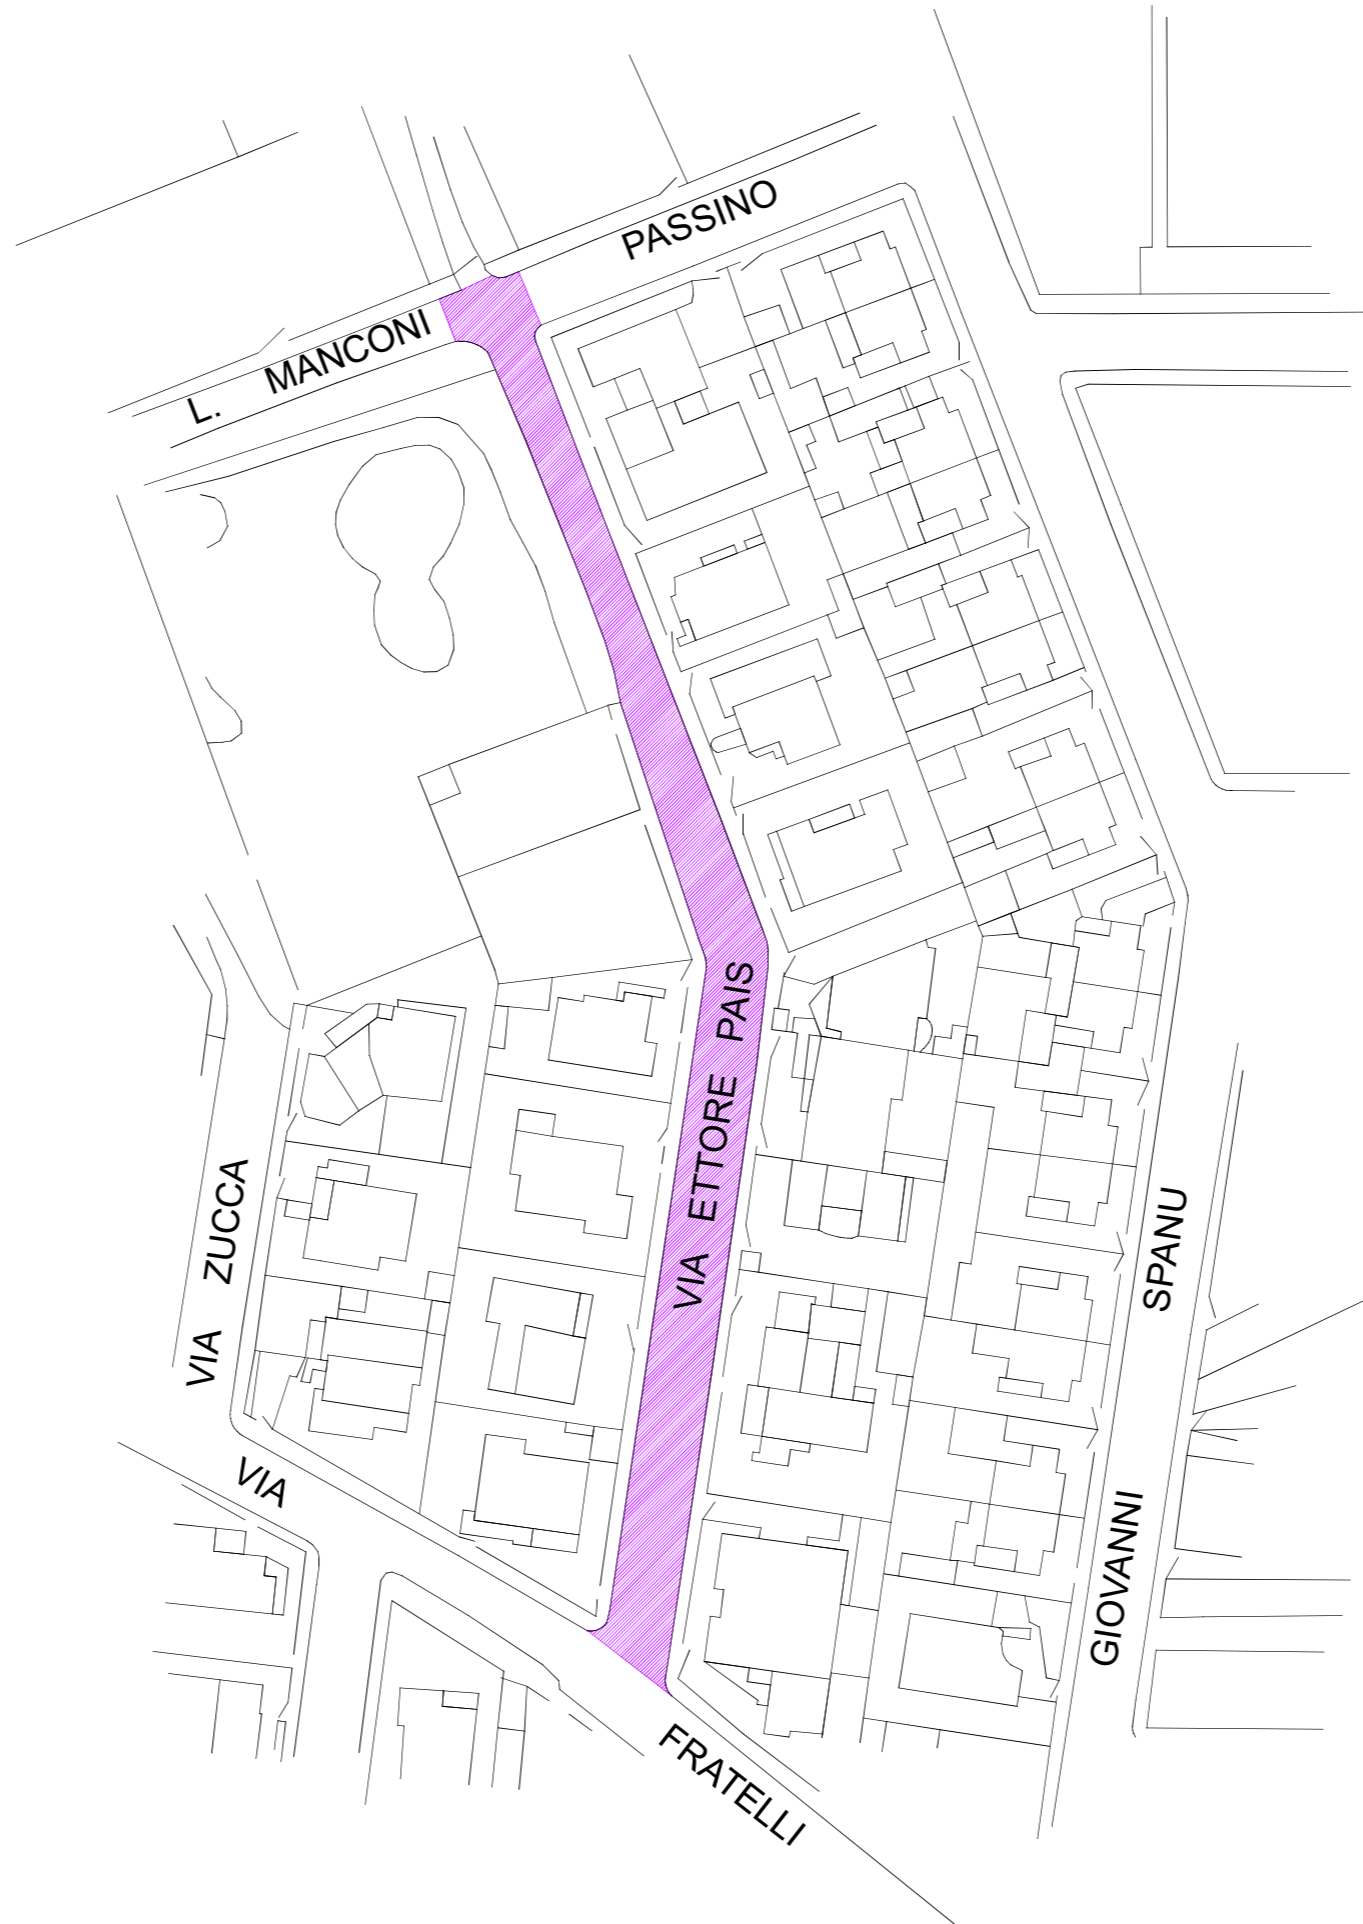 L. MANCONI PASSINO
VIA ETTORE PAIS
VIA ZUCCA
GIOVANNI SPANU
VIA FRATELLI